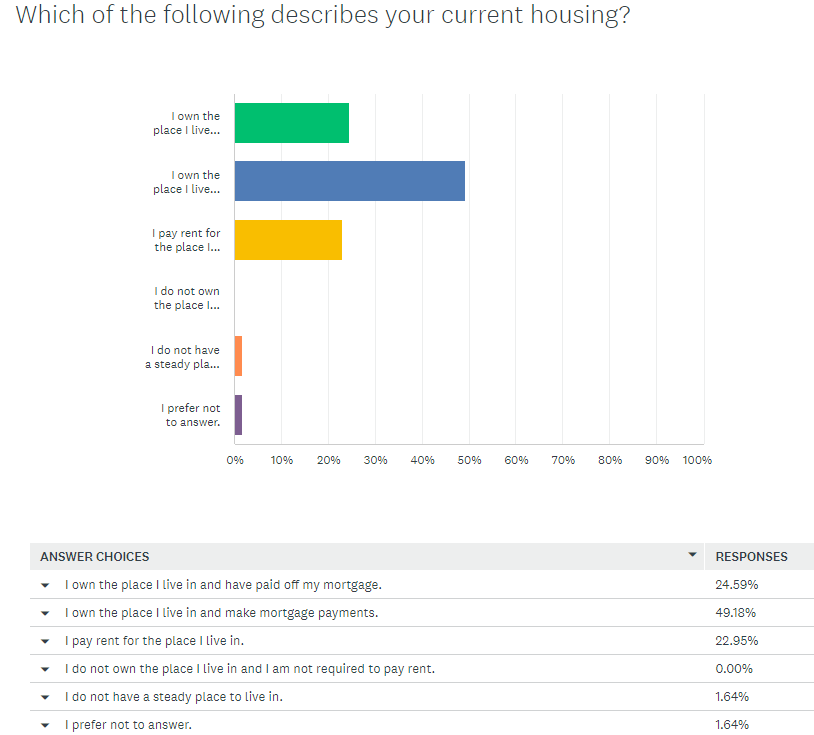 Which of the following describes your current housing?
I own the
place I live...
I own the
place I live...
I pay rent for
the place I...
I do not own
the place I...
I do not have
a steady pla...
I prefer not
to answer.
0% 10% 20% 30% 40% 50% 60% 70% 80% 90% 100%
ANSWER CHOICES RESPONSES
I own the place I live in and have paid off my mortgage. 24.59%
I own the place I live in and make mortgage payments. 49.18%
I pay rent for the place I live in. 22.95%
I do not own the place I live in and I am not required to pay rent. 0.00%
I do not have a steady place to live in. 1.64%
I prefer not to answer. 1.64%